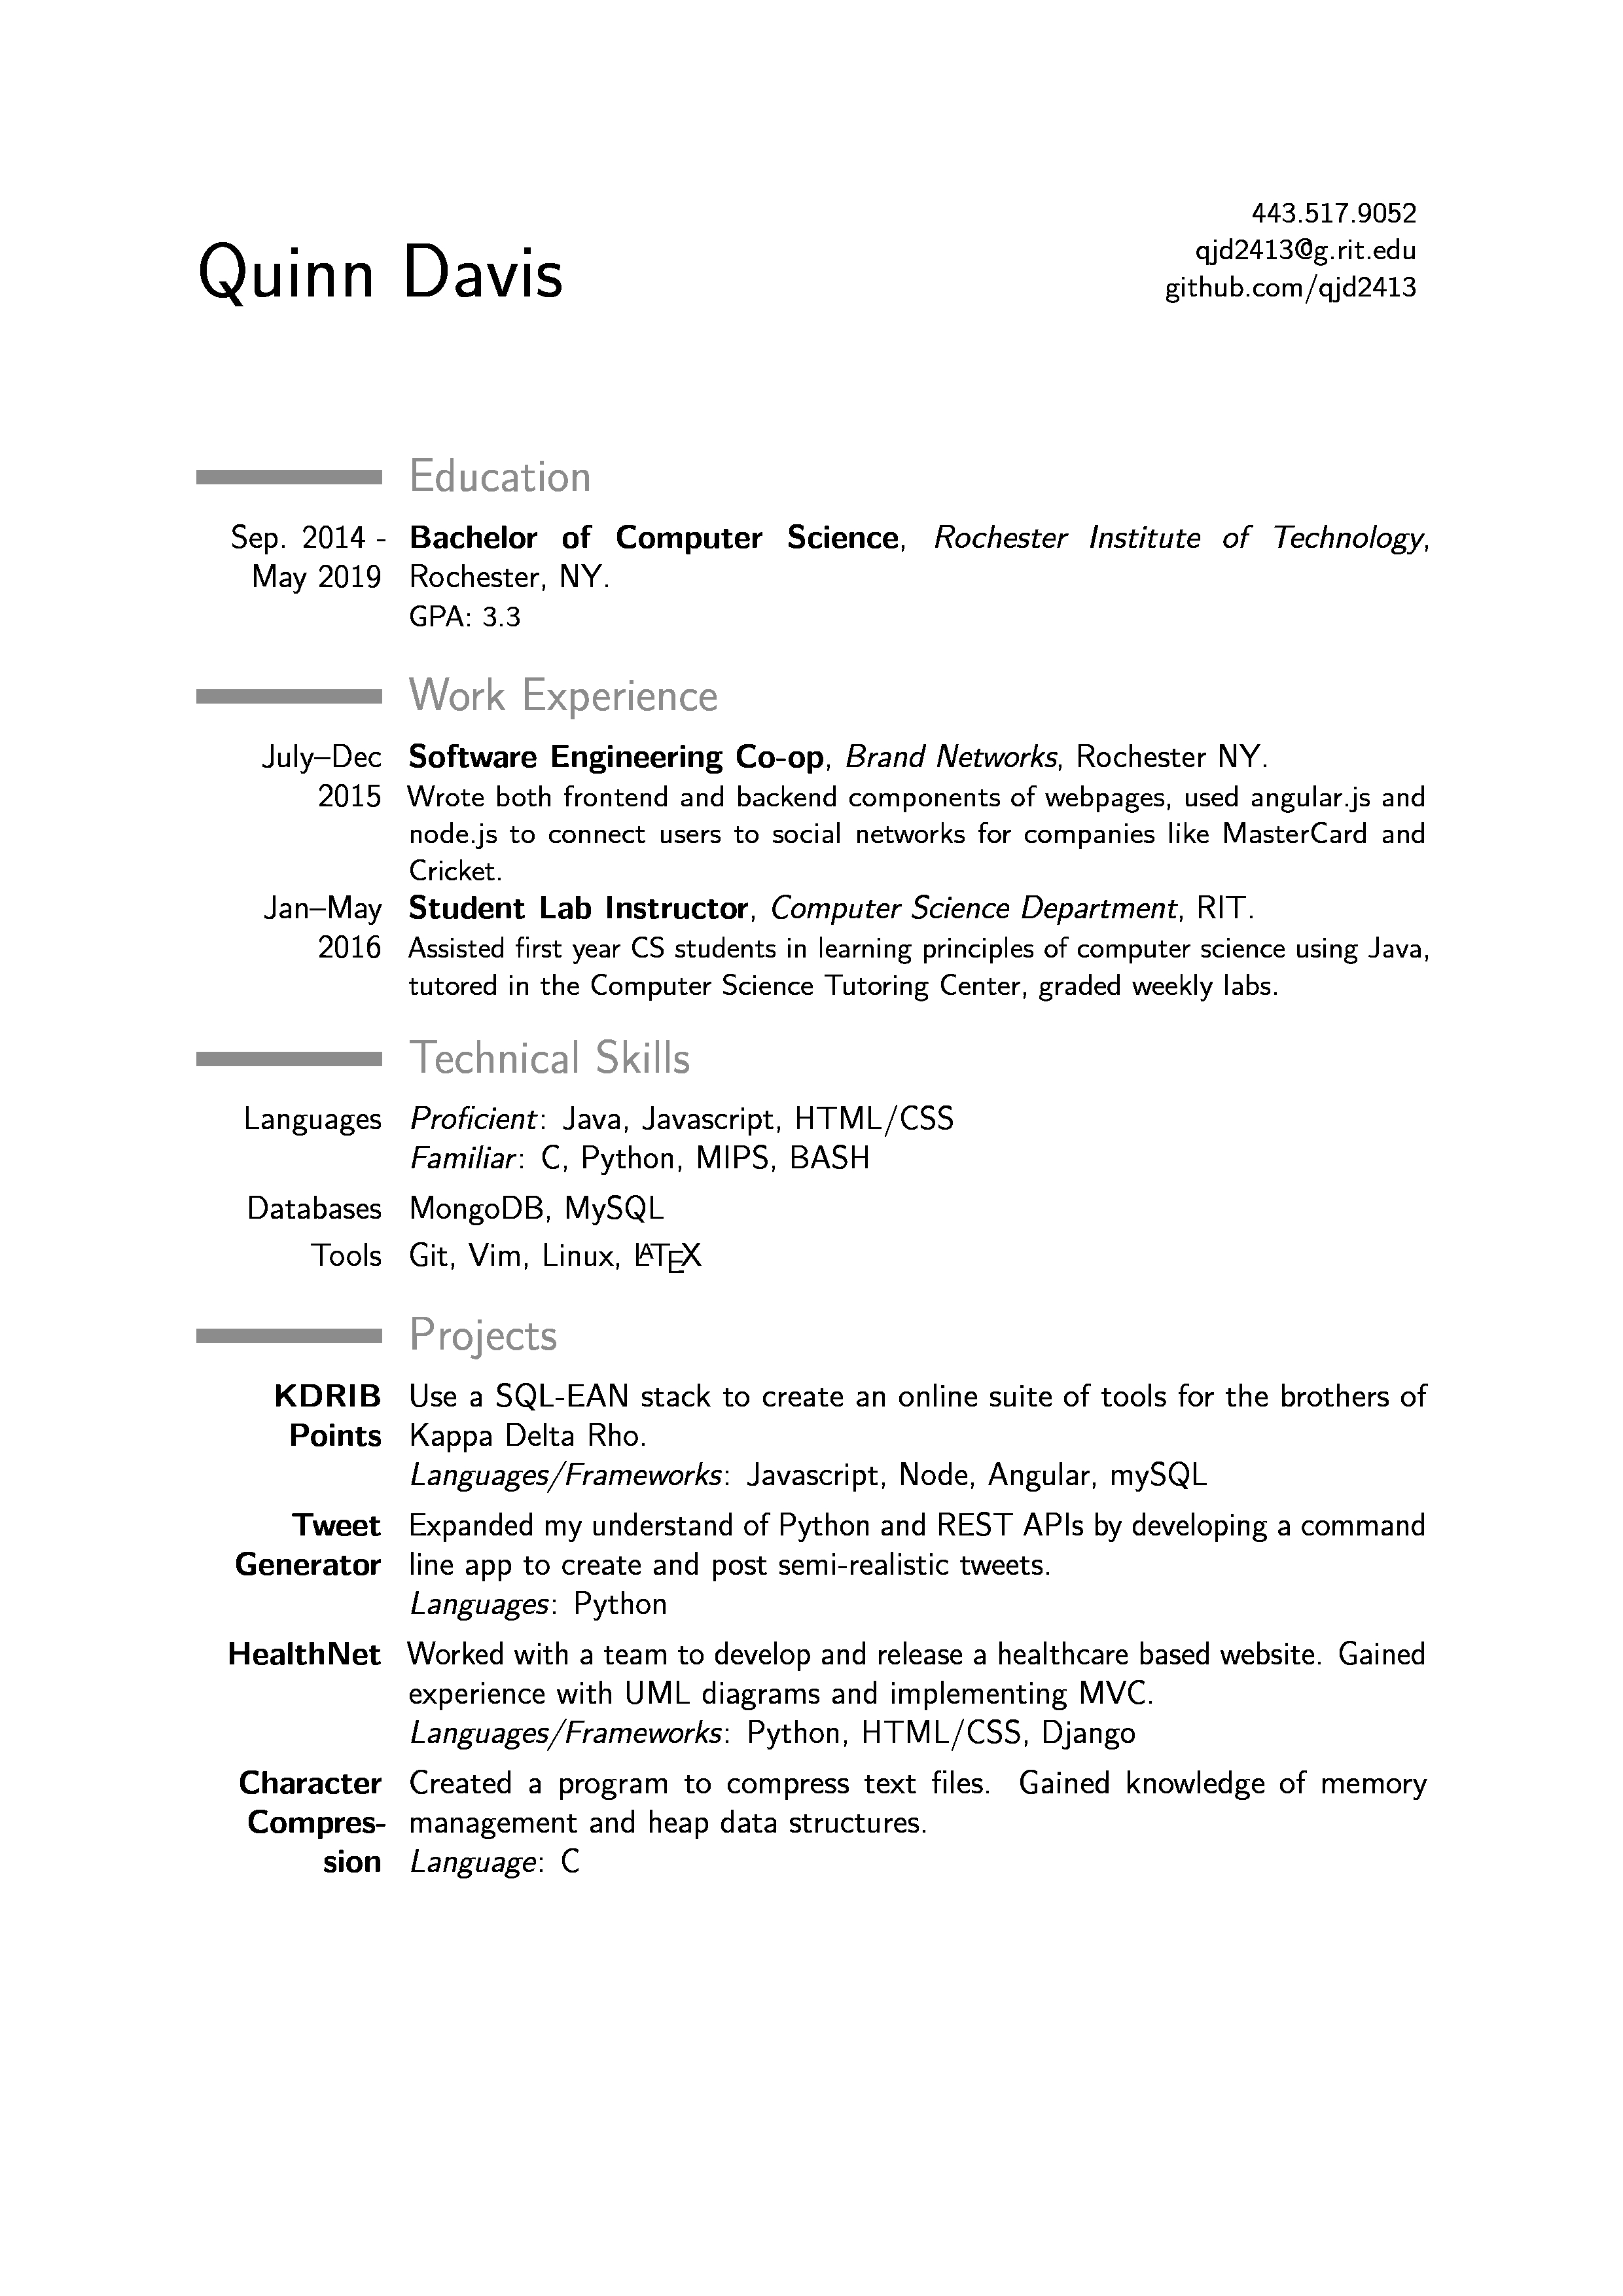 Quinn Davis
443.517.9052
qjd2413@g.rit.edu
github.com/qjd2413
Education
Sep. 2014 - Bachelor of Computer Science, Rochester Institute of Technology,
May 2019 Rochester, NY.
GPA: 3.3
Work Experience
July–Dec Software Engineering Co-op, Brand Networks, Rochester NY.
2015 Wrote both frontend and backend components of webpages, used angular.js and
node.js to connect users to social networks for companies like MasterCard and
Cricket.
Jan–May Student Lab Instructor, Computer Science Department, RIT.
2016 Assisted first year CS students in learning principles of computer science using Java,
tutored in the Computer Science Tutoring Center, graded weekly labs.
Technical Skills
Languages Proficient: Java, Javascript, HTML/CSS
Familiar: C, Python, MIPS, BASH
Databases MongoDB, MySQL
Tools Git, Vim, Linux, LATEX
Projects
KDRIB Use a SQL-EAN stack to create an online suite of tools for the brothers of
Points Kappa Delta Rho.
Languages/Frameworks: Javascript, Node, Angular, mySQL
Tweet Expanded my understand of Python and REST APIs by developing a command
Generator line app to create and post semi-realistic tweets.
Languages: Python
HealthNet Worked with a team to develop and release a healthcare based website. Gained
experience with UML diagrams and implementing MVC.
Languages/Frameworks: Python, HTML/CSS, Django
Character Created a program to compress text files. Gained knowledge of memory
Compres- management and heap data structures.
sion Language: C